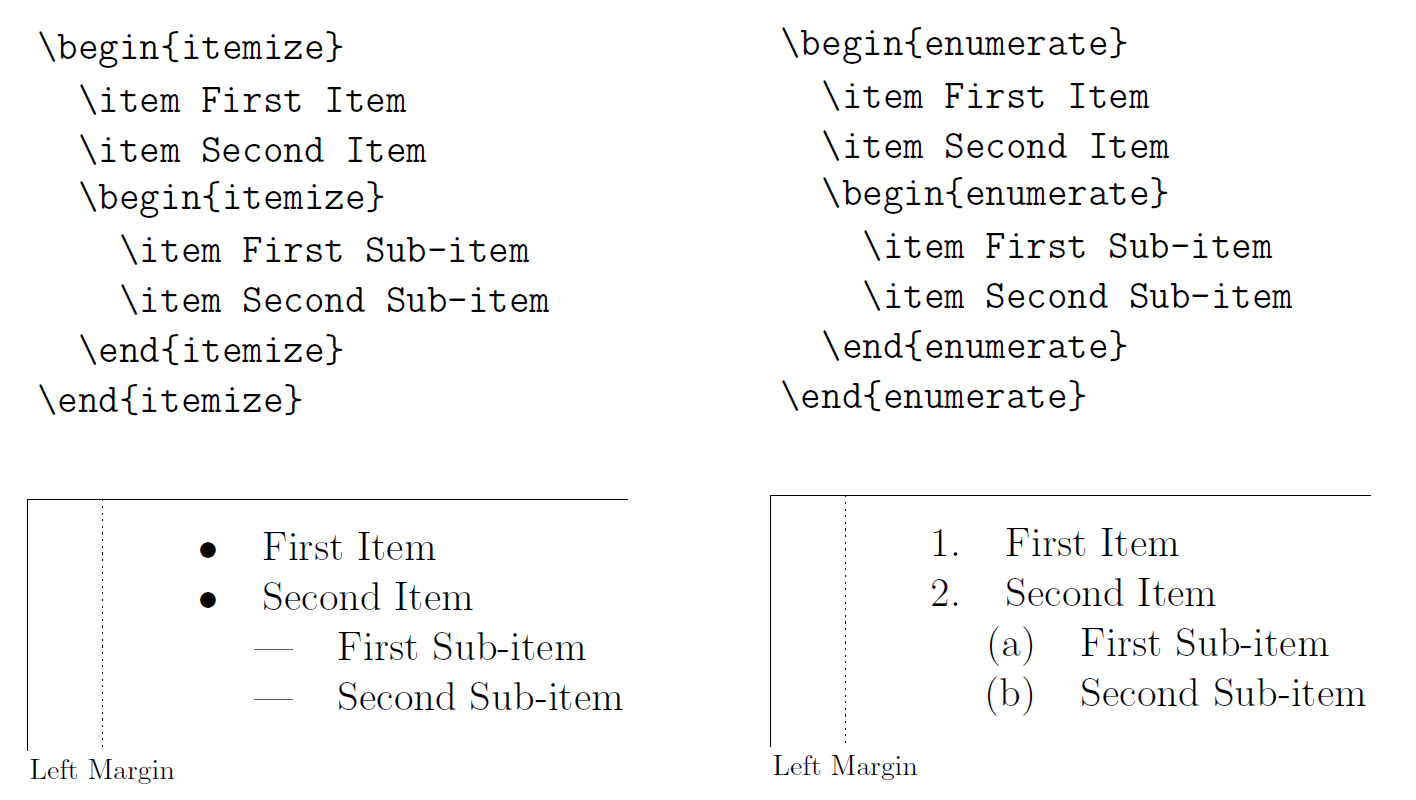 \begin{itemize}
  \item First Item
  \item Second Item
  \begin{itemize}
    \item First Sub-item
    \item Second Sub-item
  \end{itemize}
\end{itemize}
• First Item
• Second Item
— First Sub-item
— Second Sub-item
Left Margin
\begin{enumerate}
  \item First Item
  \item Second Item
  \begin{enumerate}
    \item First Sub-item
    \item Second Sub-item
  \end{enumerate}
\end{enumerate}
1. First Item
2. Second Item
(a) First Sub-item
(b) Second Sub-item
Left Margin